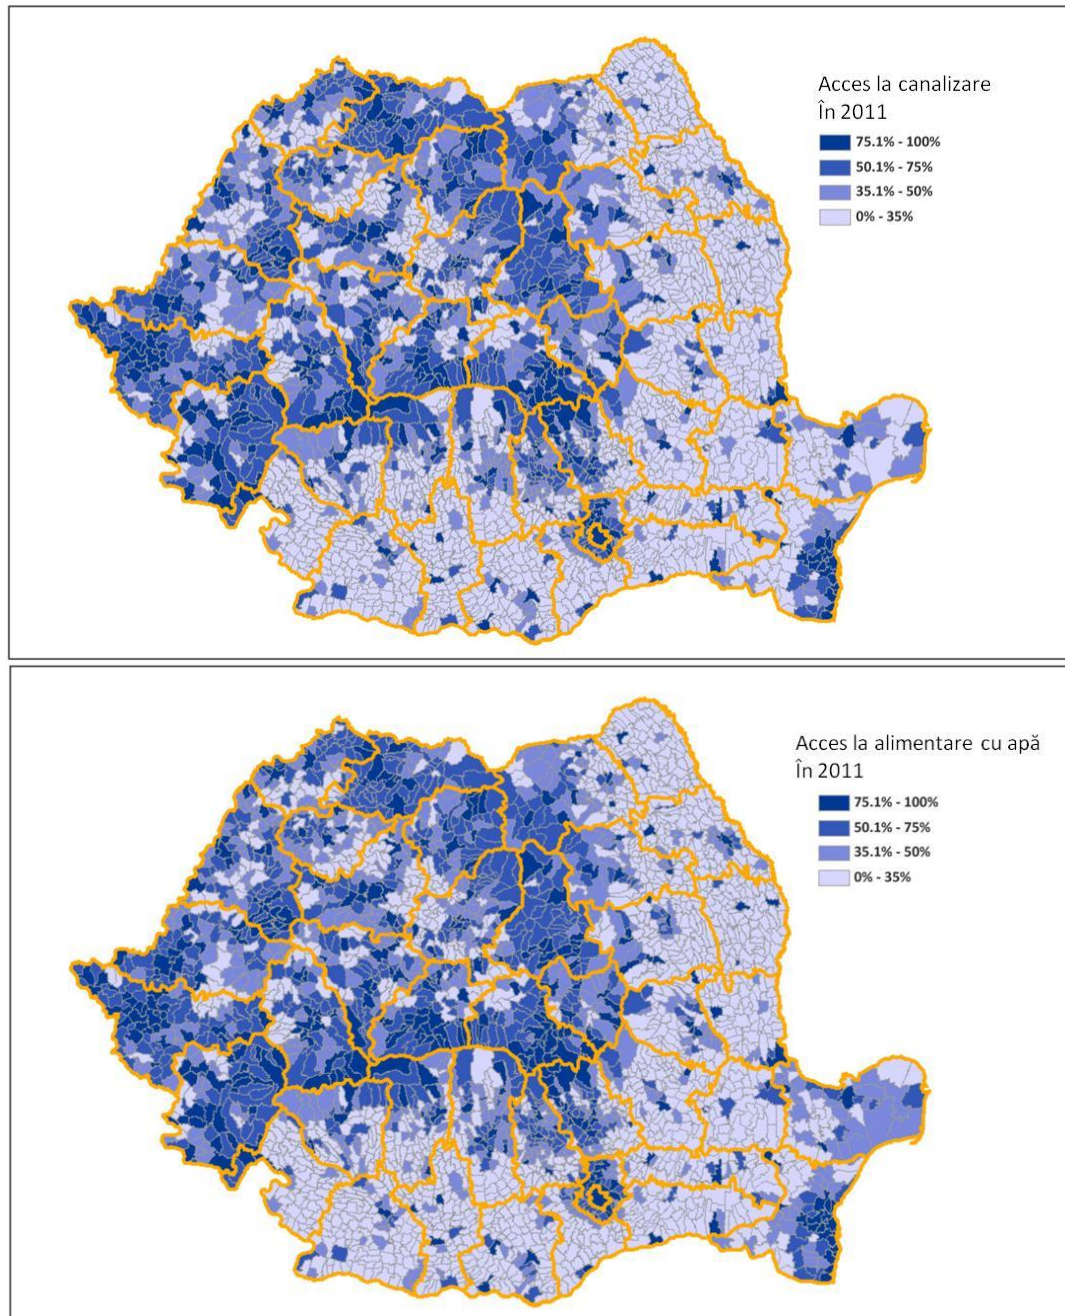 Acces la canalizare
În 2011
75.1% - 100%
50.1% - 75%
35.1% - 50%
0% - 35%
Acces la alimentare cu apă
În 2011
75.1% - 100%
50.1% - 75%
35.1% - 50%
0% - 35%